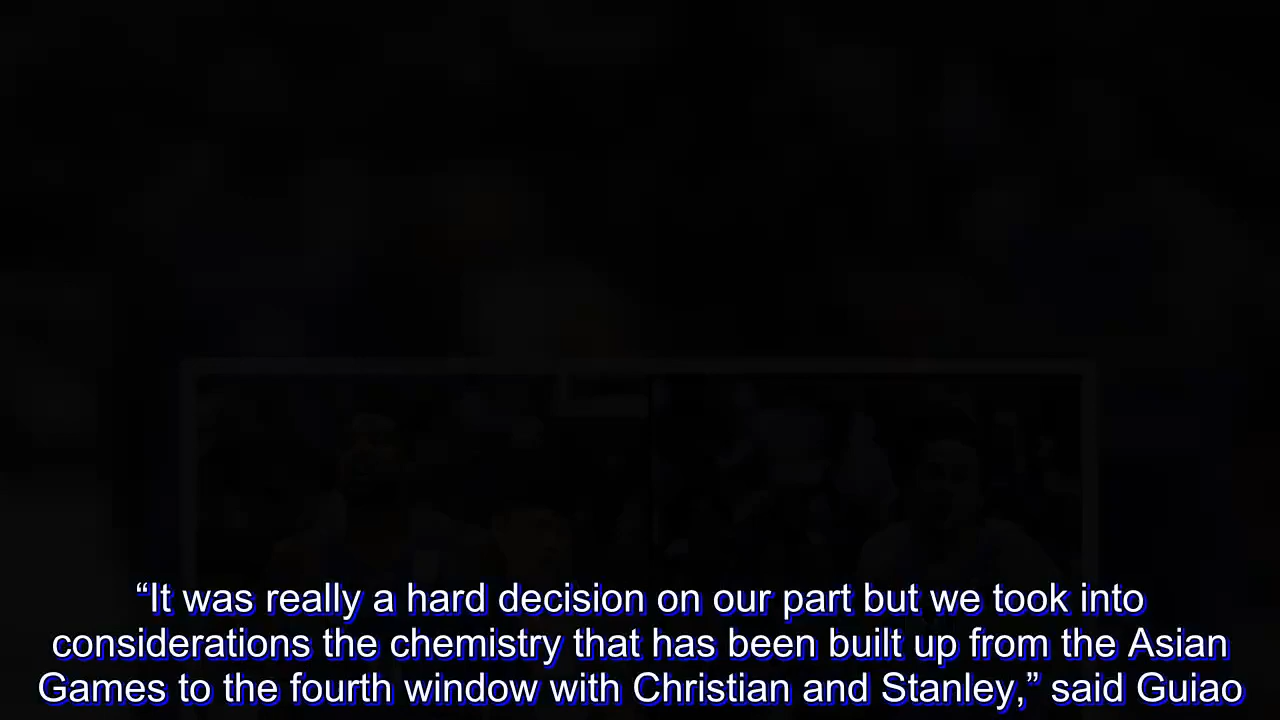 “It was really a hard decision on our part but we took into
considerations the chemistry that has been built up from the Asian
Games to the fourth window with Christian and Stanley,” said Guiao